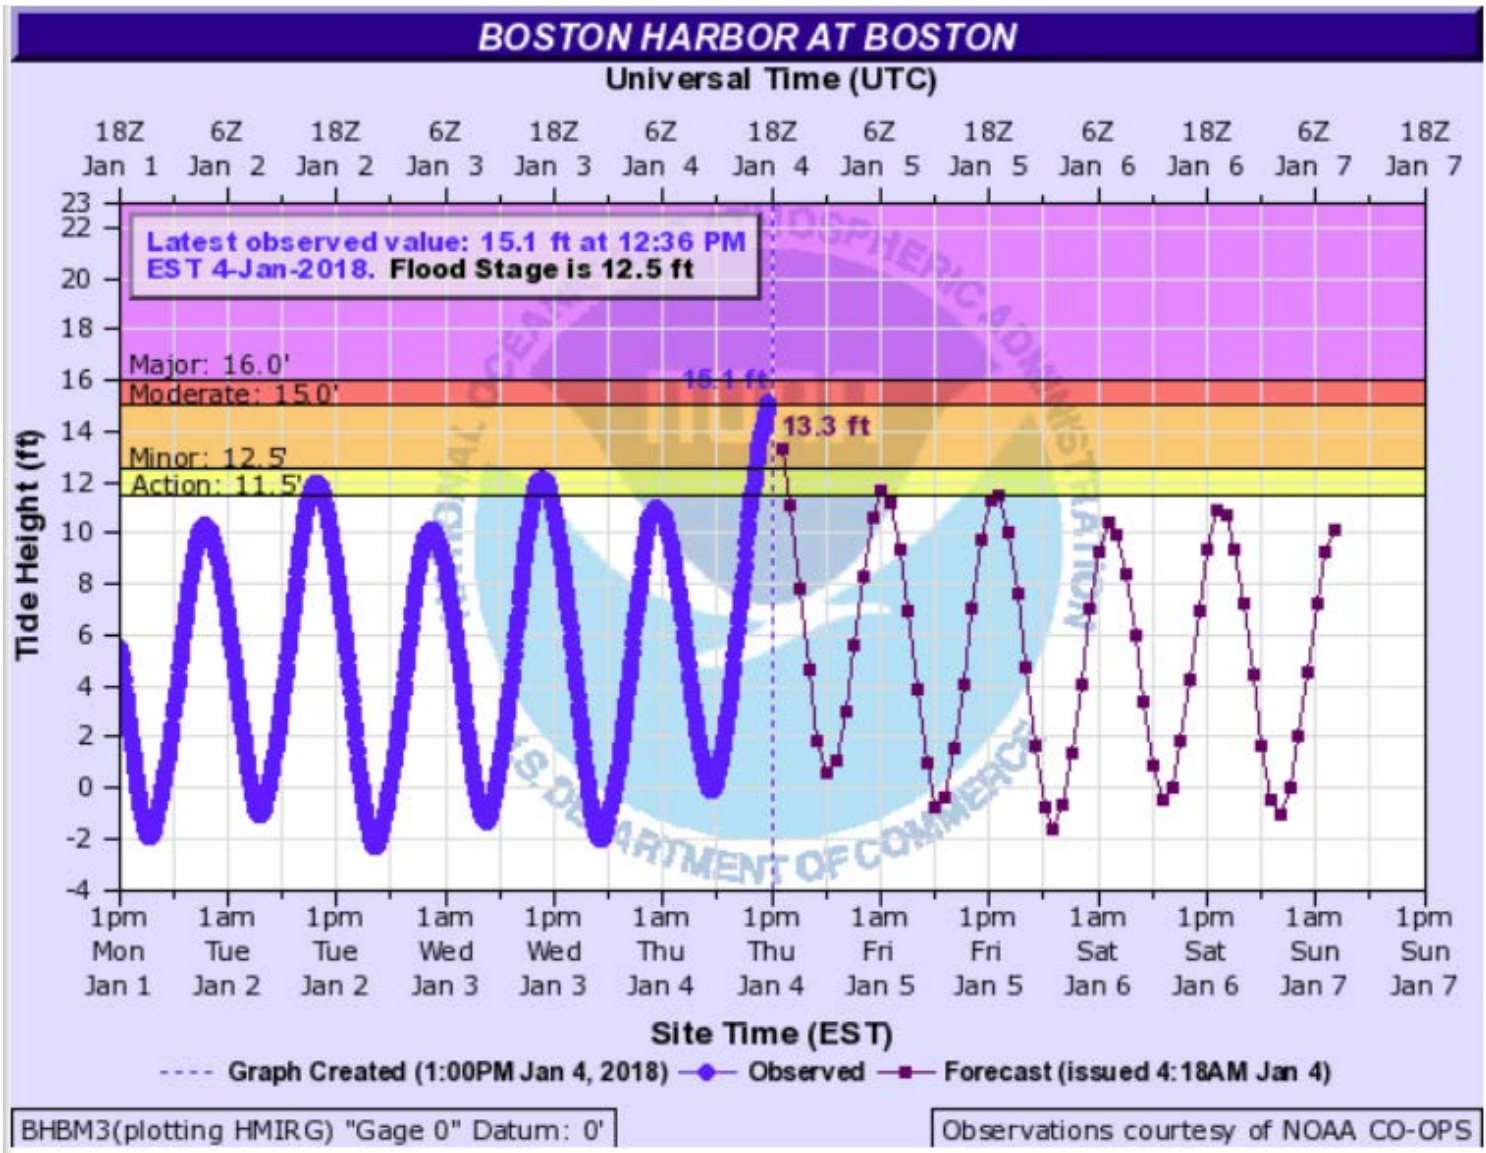 BOSTON HARBOR AT BOSTON
Universal Time (UTC)
18Z 6Z 18Z 6Z 18Z 6Z 18Z 6Z 18Z 6Z 18Z 6Z 18Z
Jan 1 Jan 2 Jan 2 Jan 3 Jan 3 Jan 4 Jan 4 Jan 5 Jan 5 Jan 6 Jan 6 Jan 7 Jan 7
Latest observed value: 15.1 ft at 12:36 PM
EST 4-Jan-2018. Flood Stage is 12.5 ft
23
22
20
18
16
14
12
10
8
6
4
2
0
-2
-4
Tide Height (ft)
Major: 16.0'
Moderate: 15.0'
Minor: 12.5'
Action: 11.5'
15.1 ft
13.3 ft
U.S. DEPARTMENT OF COMMERCE
1pm 1am 1pm 1am 1pm 1am 1pm 1am 1pm 1am 1pm 1am 1pm
Mon Tue Tue Wed Wed Thu Thu Fri Fri Sat Sat Sun Sun
Jan 1 Jan 2 Jan 2 Jan 3 Jan 3 Jan 4 Jan 4 Jan 5 Jan 5 Jan 6 Jan 6 Jan 7 Jan 7
Site Time (EST)
Graph Created (1:00PM Jan 4, 2018) Observed Forecast (issued 4:18AM Jan 4)
BHBM3(plotting HMIRG) "Gage 0" Datum: 0'
Observations courtesy of NOAA CO-OPS